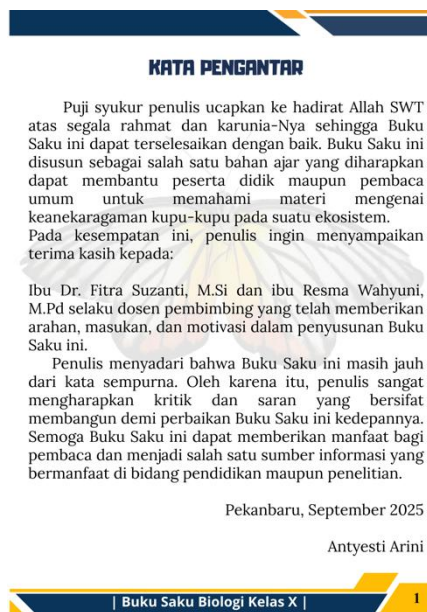 KATA PENGANTAR
Puji syukur penulis ucapkan ke hadirat Allah SWT
atas segala rahmat dan karunia-Nya sehingga Buku
Saku ini dapat terselesaikan dengan baik. Buku Saku ini
disusun sebagai salah satu bahan ajar yang diharapkan
dapat membantu peserta didik maupun pembaca
umum untuk memahami materi mengenai
keanekaragaman kupu-kupu pada suatu ekosistem.
Pada kesempatan ini, penulis ingin menyampaikan
terima kasih kepada:
Ibu Dr. Fitra Suzanti, M.Si dan ibu Resma Wahyuni,
M.Pd selaku dosen pembimbing yang telah memberikan
arahan, masukan, dan motivasi dalam penyusunan Buku
Saku ini.
Penulis menyadari bahwa Buku Saku ini masih jauh
dari kata sempurna. Oleh karena itu, penulis sangat
mengharapkan kritik dan saran yang bersifat
membangun demi perbaikan Buku Saku ini kedepannya.
Semoga Buku Saku ini dapat memberikan manfaat bagi
pembaca dan menjadi salah satu sumber informasi yang
bermanfaat di bidang pendidikan maupun penelitian.
Pekanbaru, September 2025
Antyesti Arini
| Buku Saku Biologi Kelas X | 1